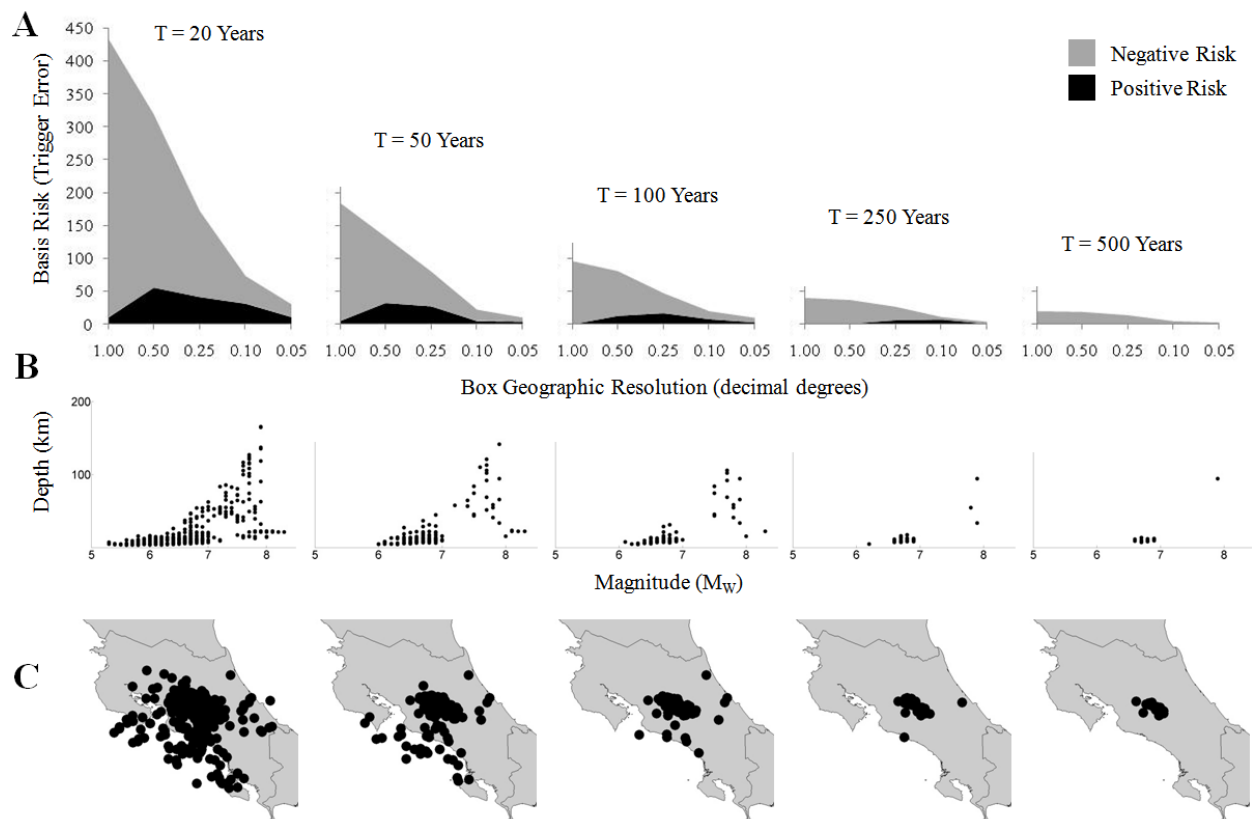 A
T = 20 Years
T = 50 Years
T = 100 Years
T = 250 Years
T = 500 Years
Negative Risk
Positive Risk
Basis Risk (Trigger Error)
450
400
350
300
250
200
150
100
50
0
1.00 0.50 0.25 0.10 0.05
1.00 0.50 0.25 0.10 0.05
1.00 0.50 0.25 0.10 0.05
1.00 0.50 0.25 0.10 0.05
1.00 0.50 0.25 0.10 0.05
Box Geographic Resolution (decimal degrees)
B
Depth (km)
200
100
5 6 7 8
5 6 7 8
5 6 7 8
5 6 7 8
5 6 7 8
Magnitude (MW)
C